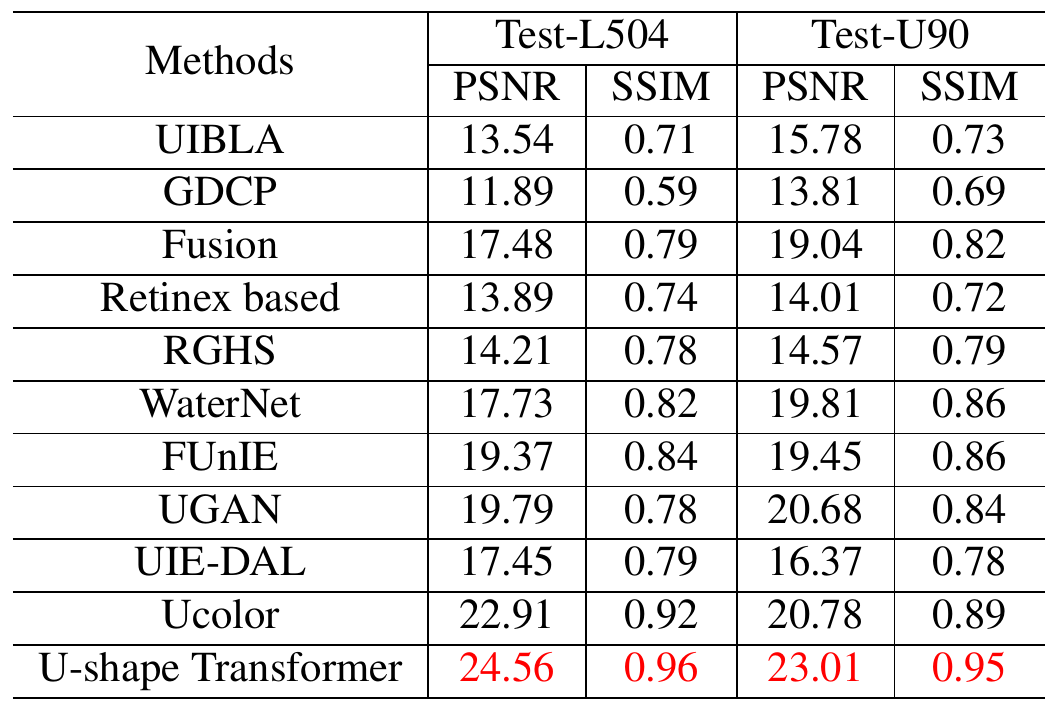 Methods Test-L504 Test-U90
PSNR SSIM PSNR SSIM
UIBLA 13.54 0.71 15.78 0.73
GDCP 11.89 0.59 13.81 0.69
Fusion 17.48 0.79 19.04 0.82
Retinex based 13.89 0.74 14.01 0.72
RGHS 14.21 0.78 14.57 0.79
WaterNet 17.73 0.82 19.81 0.86
FUnIE 19.37 0.84 19.45 0.86
UGAN 19.79 0.78 20.68 0.84
UIE-DAL 17.45 0.79 16.37 0.78
Ucolor 22.91 0.92 20.78 0.89
U-shape Transformer 24.56 0.96 23.01 0.95